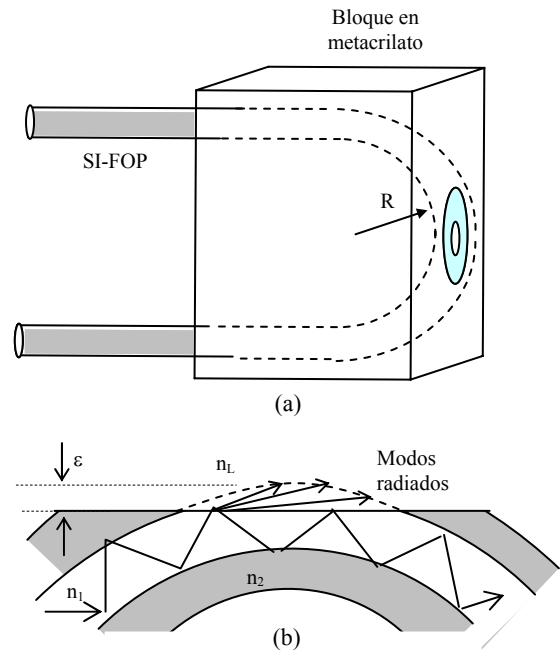 Bloque en
metacrilato
SI-FOP
R
(a)
ε
n_L
Modos
radiados
n_2
n_1
(b)